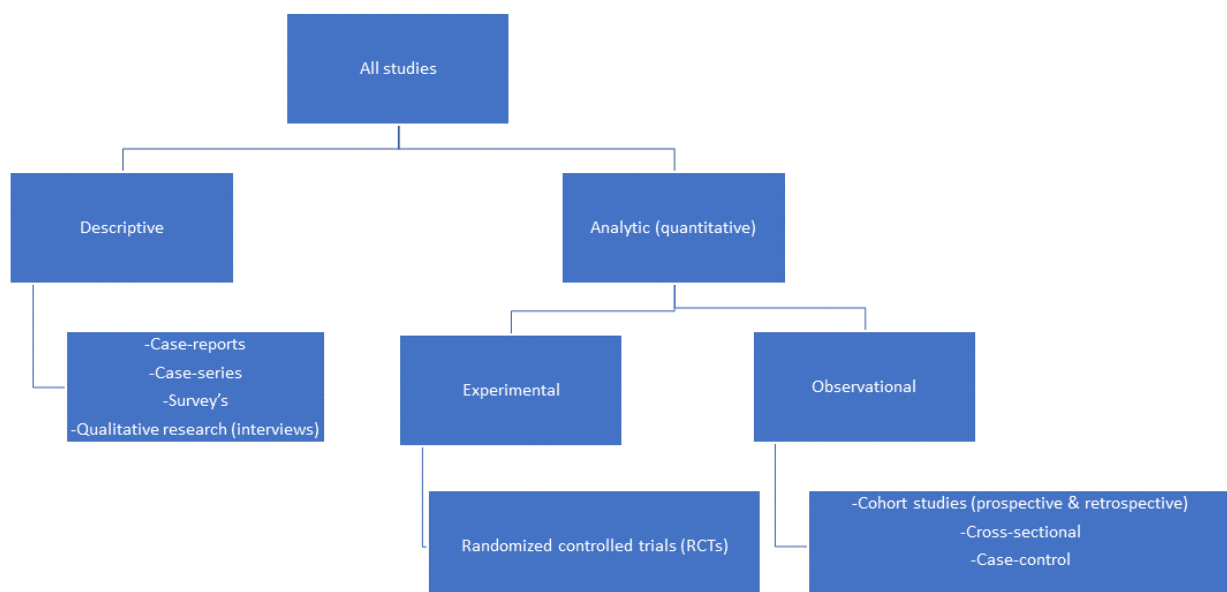 All studies
Descriptive
Analytic (quantitative)
-Case-reports
-Case-series
-Survey’s
-Qualitative research (interviews)
Experimental
Observational
Randomized controlled trials (RCTs)
-Cohort studies (prospective & retrospective)
-Cross-sectional
-Case-control